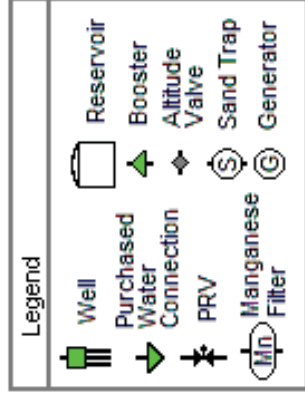 Legend
Well
Purchased
Water
Connection
PRV
Mn
Manganese
Filter
Reservoir
Booster
Altitude
Valve
S
Sand Trap
G
Generator